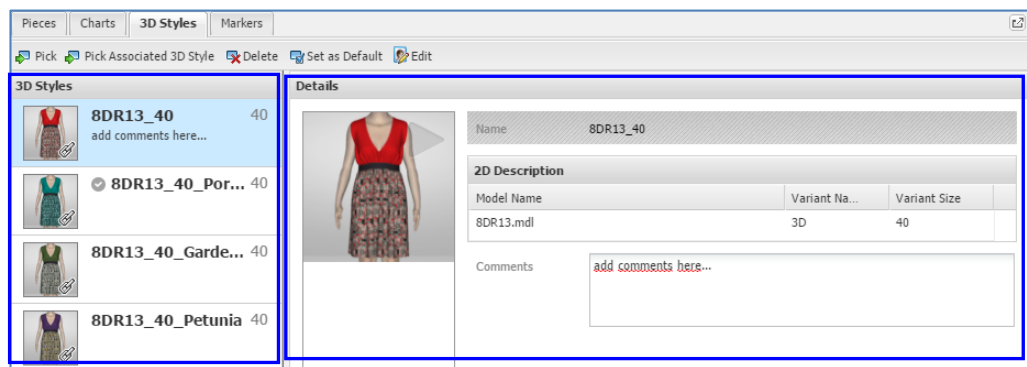 Pieces Charts 3D Styles Markers
Pick Pick Associated 3D Style Delete Set as Default Edit
3D Styles
8DR13_40 40
add comments here...
8DR13_40_Por... 40
8DR13_40_Garde... 40
8DR13_40_Petunia 40
Details
Name 8DR13_40
2D Description
Model Name Variant Na... Variant Size
8DR13.mdl 3D 40
Comments add comments here...